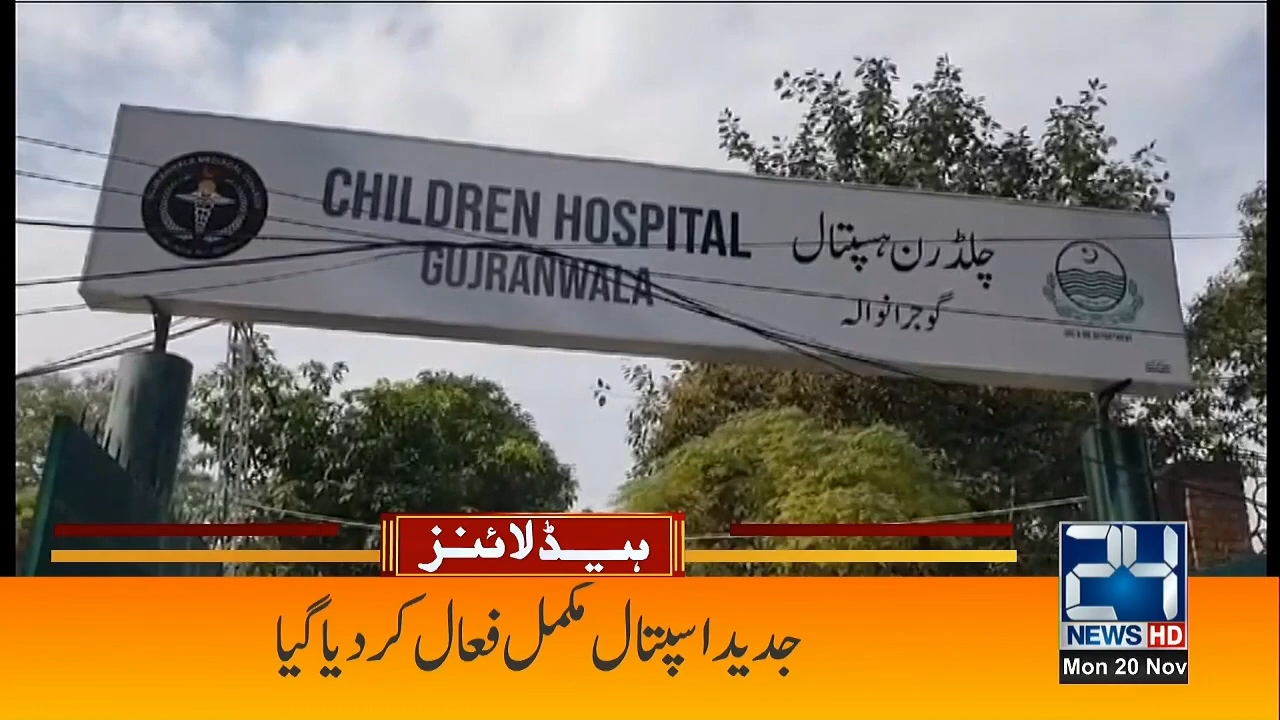 CHILDREN HOSPITAL
GUJRANWALA
چلڈرن ہسپتال
گوجرانوالہ
ہیڈلائنز
جدید اسپتال مکمل فعال کر دیا گیا
24
NEWS HD
Mon 20 Nov